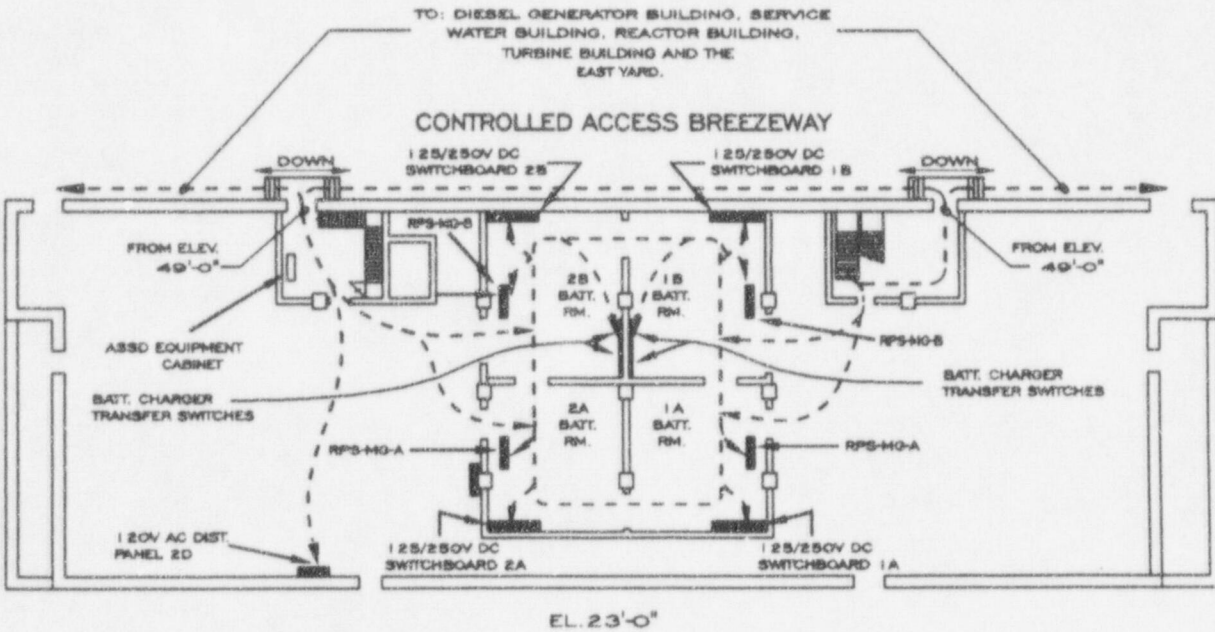 TO: DIESEL GENERATOR BUILDING, SERVICE
WATER BUILDING, REACTOR BUILDING,
TURBINE BUILDING AND THE
EAST YARD.
CONTROLLED ACCESS BREEZEWAY
DOWN
125/250V DC
SWITCHBOARD 2B
125/250V DC
SWITCHBOARD 1B
DOWN
FROM ELEV.
49'-0"
RPS-MG-B
2B
BATT.
RM.
1B
BATT.
RM.
FROM ELEV.
49'-0"
RPS-MG-B
ASSD EQUIPMENT
CABINET
BATT. CHARGER
TRANSFER SWITCHES
BATT. CHARGER
TRANSFER SWITCHES
2A
BATT.
RM.
1A
BATT.
RM.
RPS-MG-A
RPS-MG-A
120V AC DIST.
PANEL 2D
125/250V DC
SWITCHBOARD 2A
125/250V DC
SWITCHBOARD 1A
EL. 23'-0"